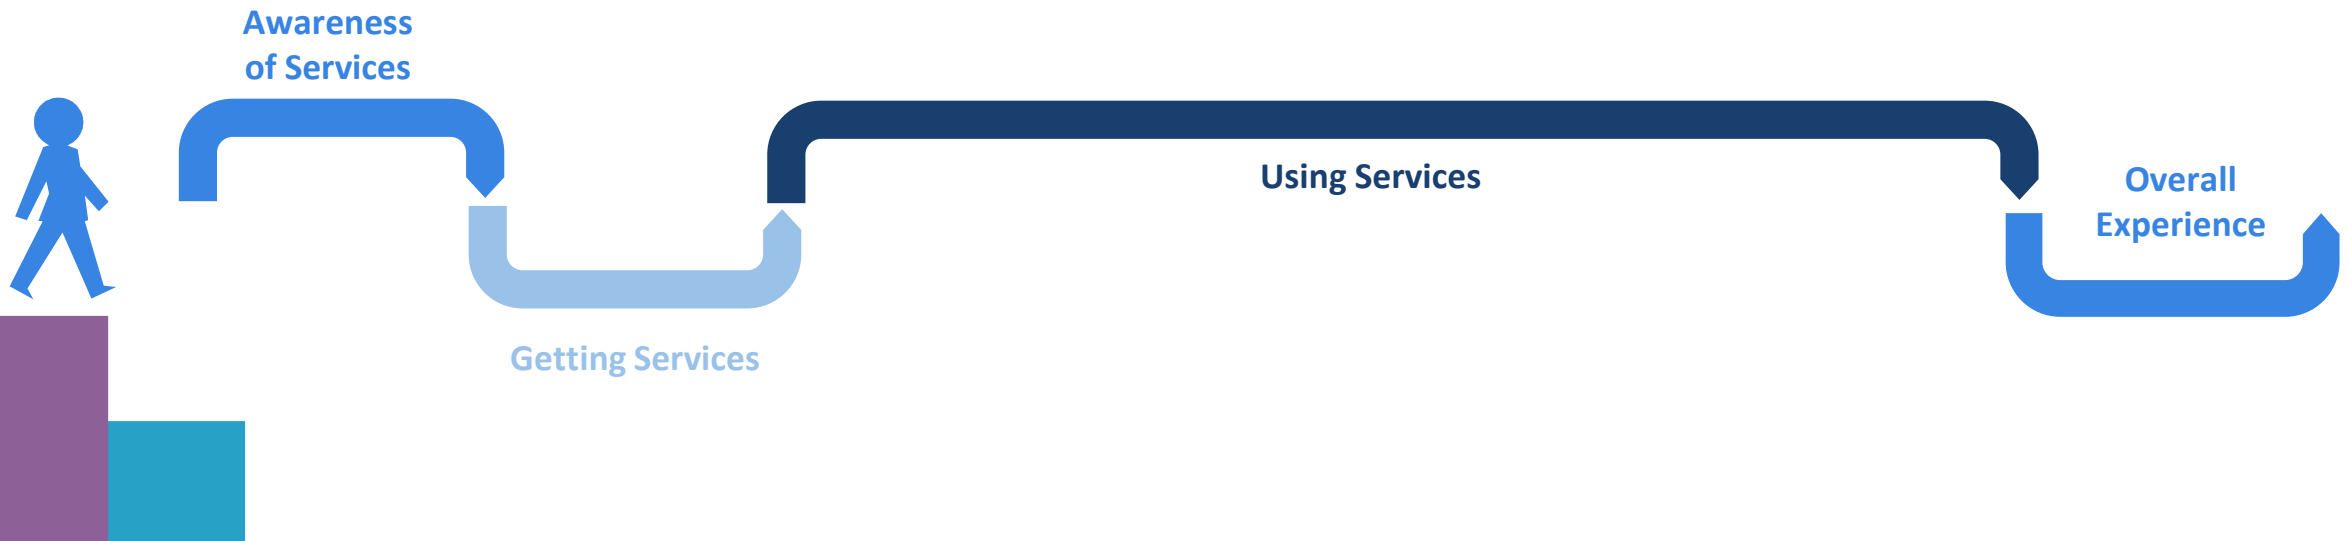 Awareness
of Services
Getting Services
Using Services
Overall
Experience